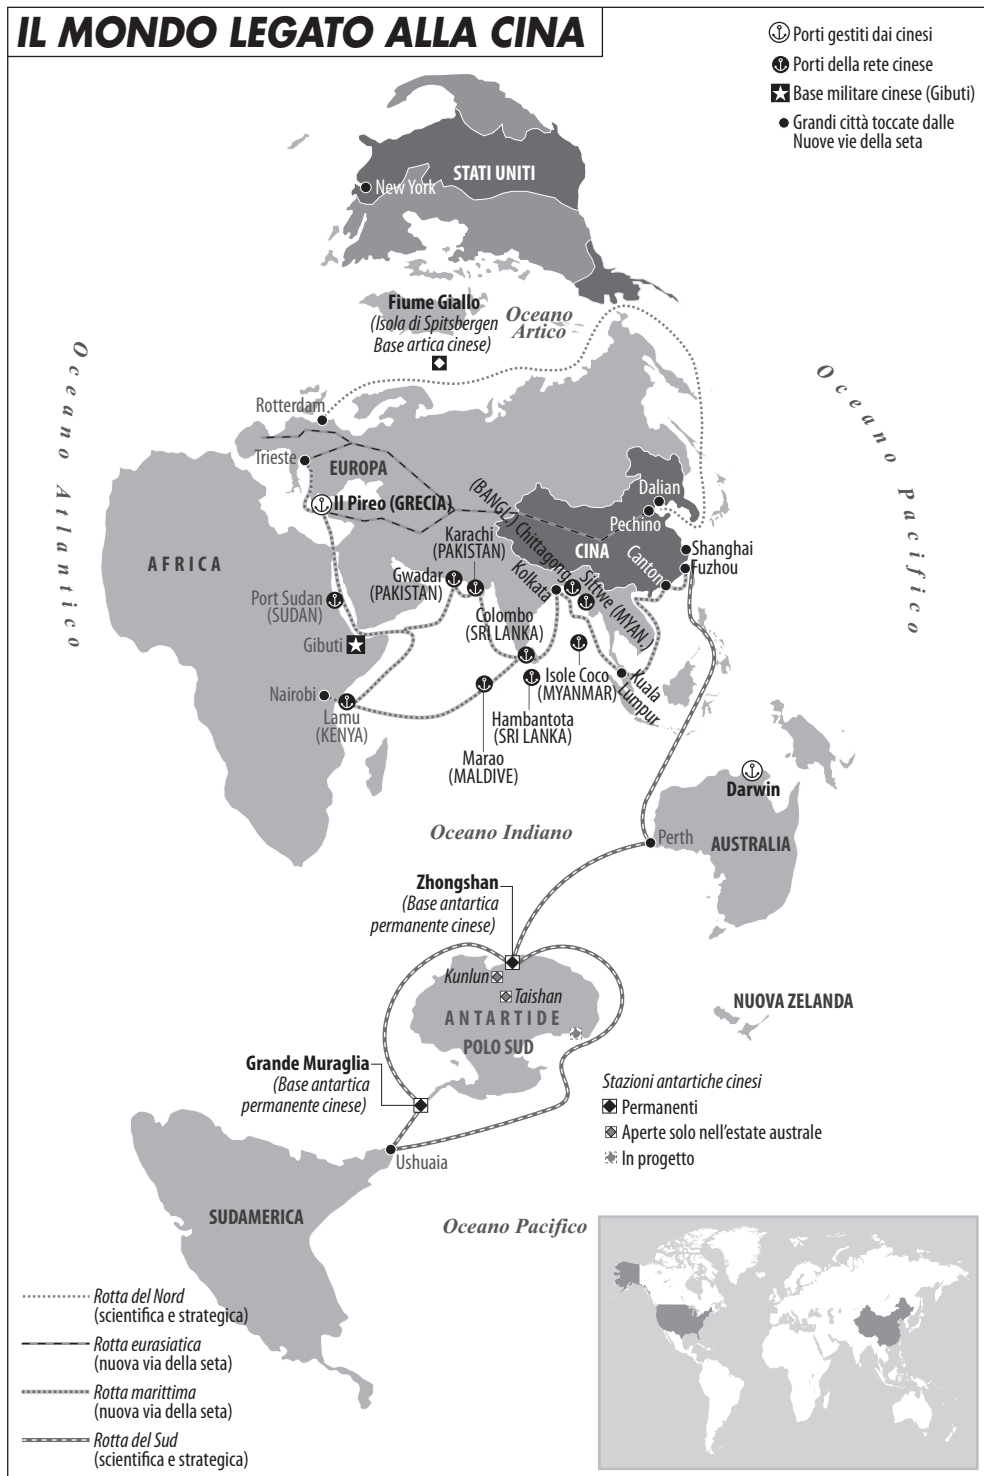 IL MONDO LEGATO ALLA CINA
Porti gestiti dai cinesi
Porti della rete cinese
Base militare cinese (Gibuti)
Grandi città toccate dalle
Nuove vie della seta
STATI UNITI
New York
Fiume Giallo
(Isola di Spitsbergen
Base artica cinese)
Oceano
Artico
Oceano Atlantico
Oceano Pacifico
Rotterdam
Trieste
EUROPA
Il Pireo (GRECIA)
(BANGL.) Chittagong
Dalian
Pechino
CINA
Canton
Shanghai
Fuzhou
Karachi
(PAKISTAN)
Gwadar
(PAKISTAN)
Kolkata
Sittwe (MYAN.)
AFRICA
Port Sudan
(SUDAN)
Gibuti
Colombo
(SRI LANKA)
Nairobi
Lamu
(KENYA)
Isole Coco
(MYANMAR)
Kuala
Lumpur
Hambantota
(SRI LANKA)
Marao
(MALDIVE)
Darwin
Oceano Indiano
Perth
AUSTRALIA
Zhongshan
(Base antartica
permanente cinese)
Kunlun
Taishan
ANTARTIDE
POLO SUD
NUOVA ZELANDA
Grande Muraglia
(Base antartica
permanente cinese)
Stazioni antartiche cinesi
Permanenti
Aperte solo nell'estate australe
In progetto
Ushuaia
SUDAMERICA
Oceano Pacifico
Rotta del Nord
(scientifica e strategica)
Rotta eurasiatica
(nuova via della seta)
Rotta marittima
(nuova via della seta)
Rotta del Sud
(scientifica e strategica)